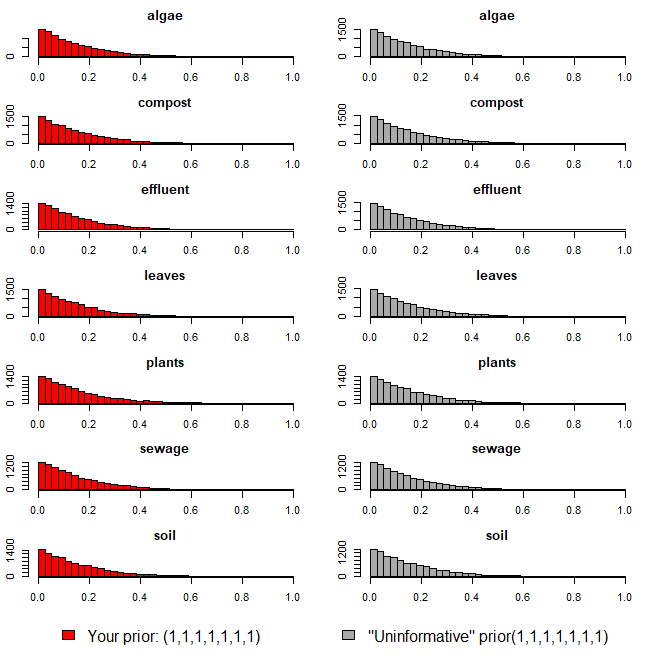 algae algae
0 0 1500
0.0 0.2 0.4 0.6 0.8 1.0 0.0 0.2 0.4 0.6 0.8 1.0
compost compost
0 1500 0 1500
0.0 0.2 0.4 0.6 0.8 1.0 0.0 0.2 0.4 0.6 0.8 1.0
effluent effluent
0 1400 0 1500
0.0 0.2 0.4 0.6 0.8 1.0 0.0 0.2 0.4 0.6 0.8 1.0
leaves leaves
0 1500 0 1500
0.0 0.2 0.4 0.6 0.8 1.0 0.0 0.2 0.4 0.6 0.8 1.0
plants plants
0 1400 0 1400
0.0 0.2 0.4 0.6 0.8 1.0 0.0 0.2 0.4 0.6 0.8 1.0
sewage sewage
0 1200 0 1200
0.0 0.2 0.4 0.6 0.8 1.0 0.0 0.2 0.4 0.6 0.8 1.0
soil soil
0 1400 0 1200
0.0 0.2 0.4 0.6 0.8 1.0 0.0 0.2 0.4 0.6 0.8 1.0
Your prior: (1,1,1,1,1,1,1) "Uninformative" prior(1,1,1,1,1,1,1)